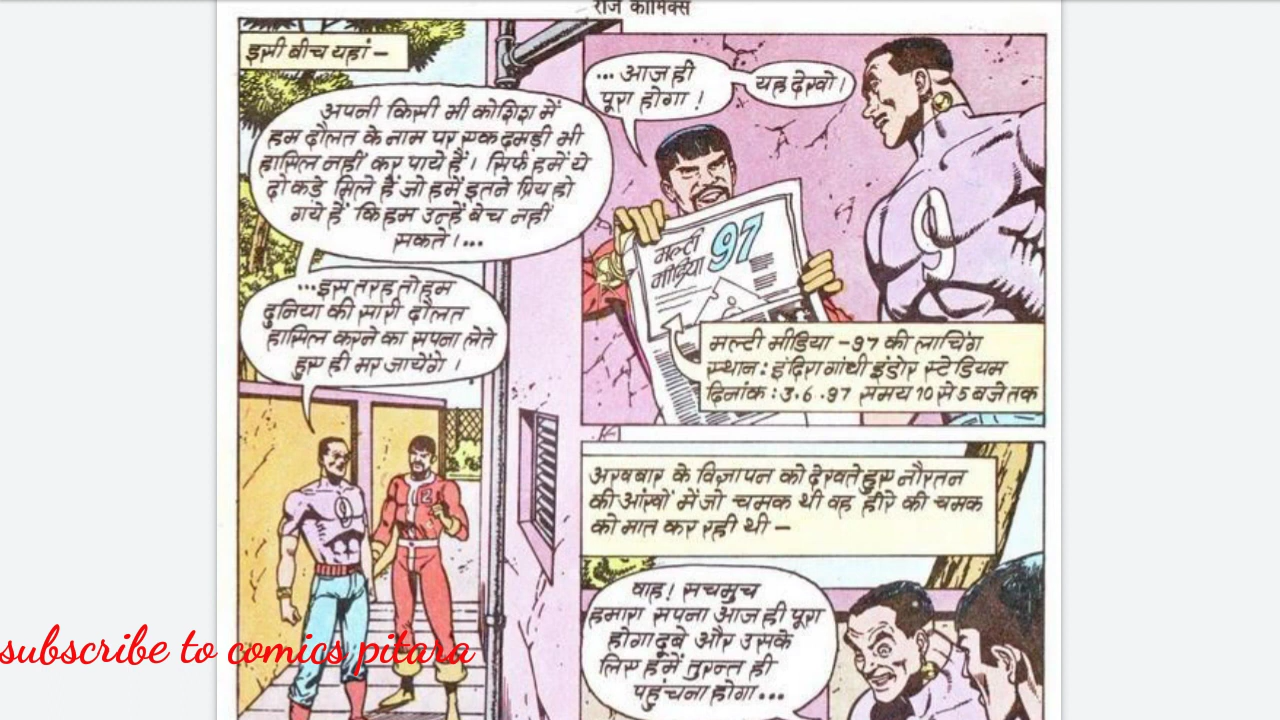 राज कॉमिक्स
इसी बीच यहां —
अपनी किसी भी कोशिश में
हम दौलत के नाम पर एक दमड़ी भी
हासिल नहीं कर पाये हैं। सिर्फ हमें ये
दो कड़े मिले हैं जो हमें इतने प्रिय हो
गये हैं कि हम उन्हें बेच नहीं
सकते।...
...इस तरह तो हम
दुनिया की सारी दौलत
हासिल करने का सपना लेते
हुए ही मर जायेंगे।
9
2
... आज ही
पूरा होगा !
यह देखो।
9
मल्टी
मीडिया 97
मल्टी मीडिया -97 की लांचिंग
स्थान : इंदिरा गांधी इंडोर स्टेडियम
दिनांक : 3.6.97 समय 10 से 5 बजे तक
अखबार के विज्ञापन को देखते हुए नौरतन
की आंखों में जो चमक थी वह हीरे की चमक
को मात कर रही थी —
वाह! सचमुच
हमारा सपना आज ही पूरा
होगा दूबे और उसके
लिए हमें तुरन्त ही
पहुंचना होगा...
subscribe to comics pitara